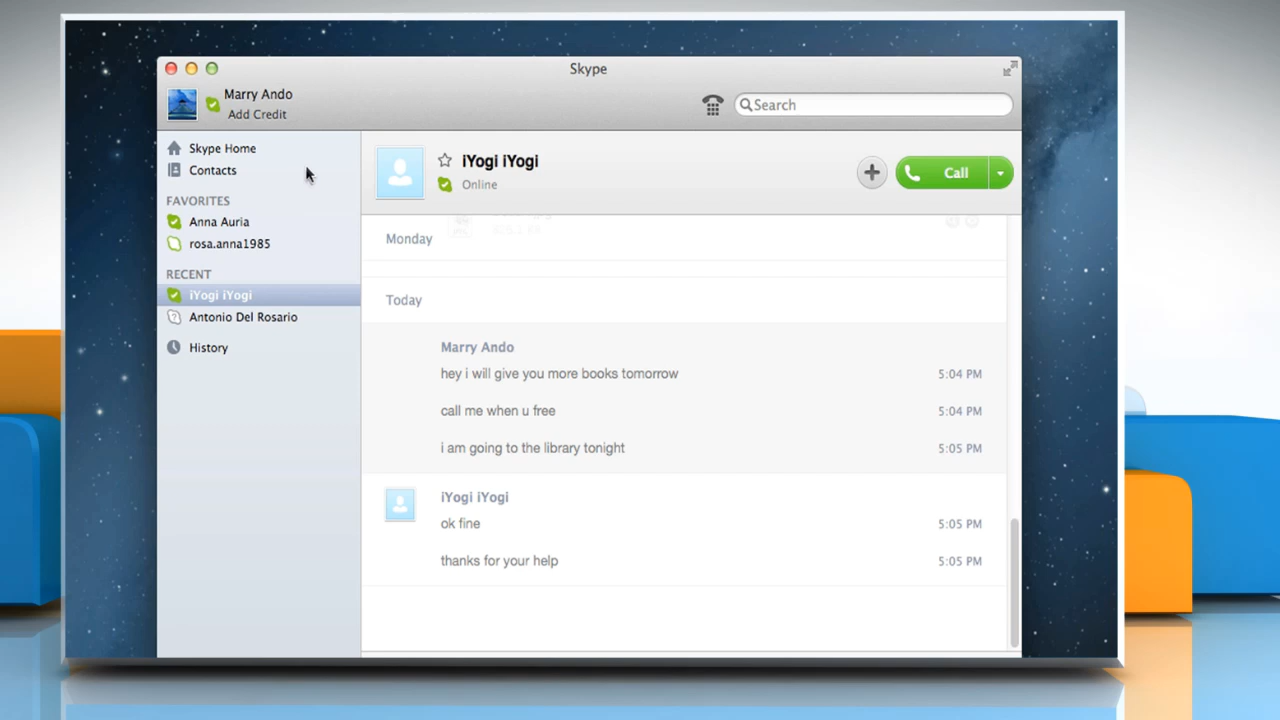 Skype
Marry Ando
Add Credit
Search
Skype Home
Contacts
FAVORITES
Anna Auria
rosa.anna1985
RECENT
iYogi iYogi
Antonio Del Rosario
History
iYogi iYogi
Online
Call
Monday
Today
Marry Ando
hey i will give you more books tomorrow 5:04 PM
call me when u free 5:04 PM
i am going to the library tonight 5:05 PM
iYogi iYogi
ok fine 5:05 PM
thanks for your help 5:05 PM